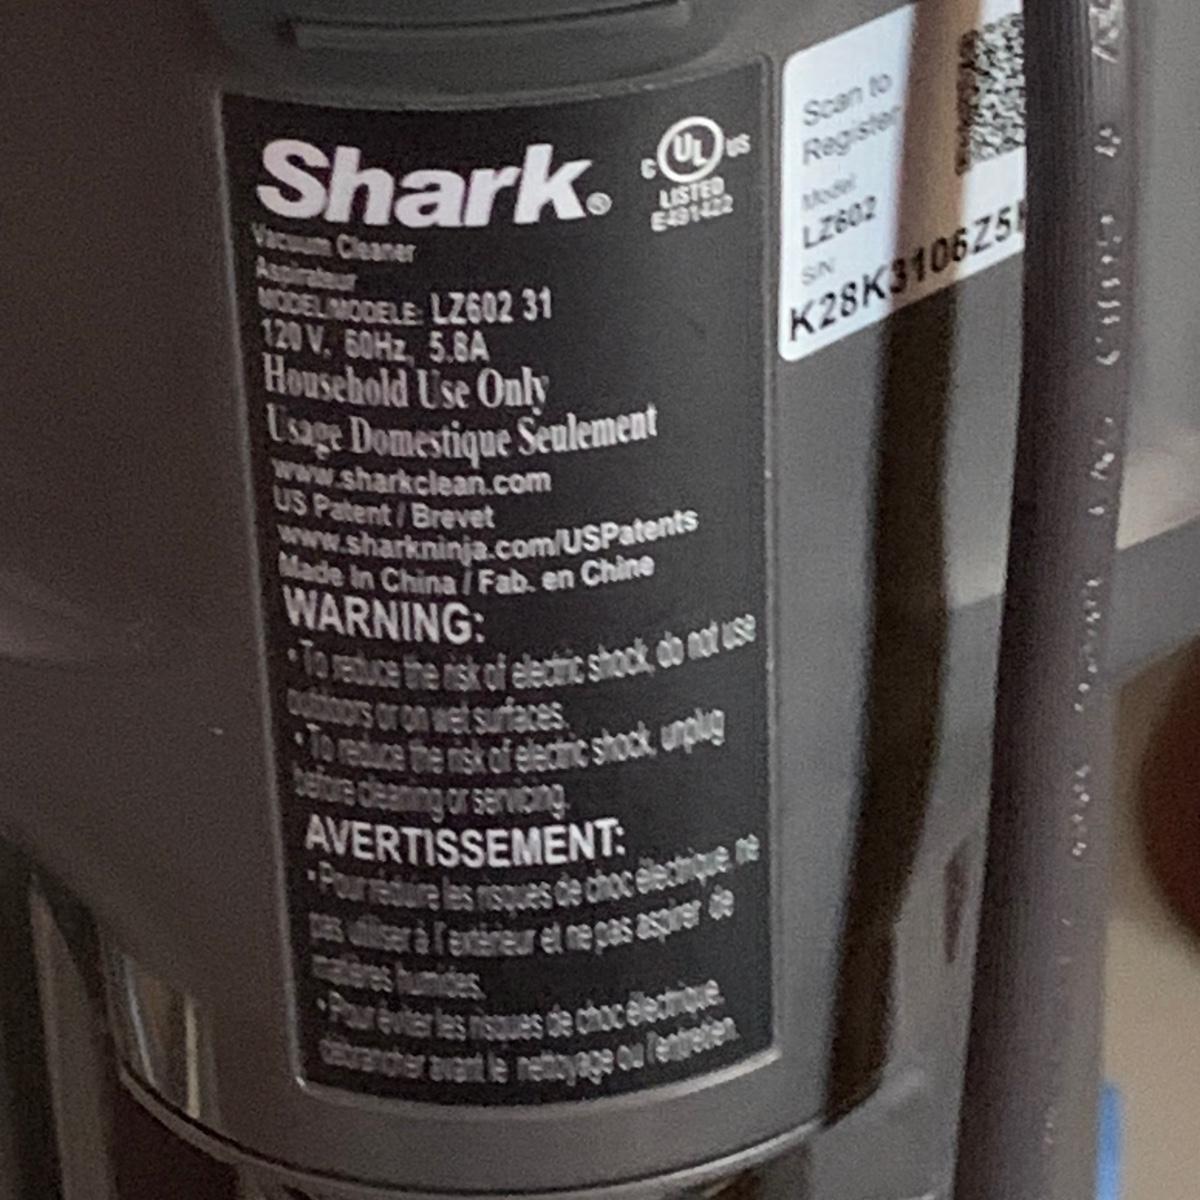 Shark®
C UL US
LISTED
E491422
Vacuum Cleaner
Aspirateur
MODEL/MODELE: LZ602 31
120V, 60Hz, 5.8A
Household Use Only
Usage Domestique Seulement
www.sharkclean.com
US Patent / Brevet
www.sharkninja.com/USPatents
Made In China / Fab. en Chine
WARNING:
• To reduce the risk of electric shock, do not use
outdoors or on wet surfaces.
• To reduce the risk of electric shock, unplug
before cleaning or servicing.
AVERTISSEMENT:
• Pour réduire les risques de choc électrique, ne
pas utiliser à l'extérieur et ne pas aspirer de
matières humides.
• Pour éviter les risques de choc électrique,
débrancher avant le nettoyage ou l'entretien.
Scan to
Register
Model:
LZ602
S/N:
K28K3106Z5